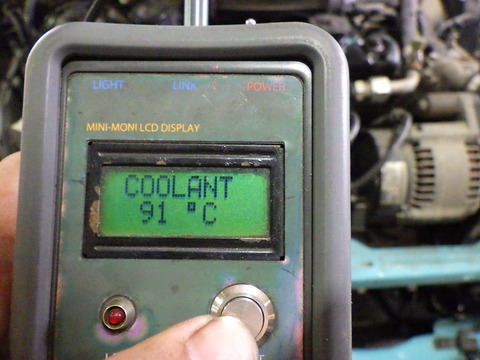 LIGHT LINK POWER
MINI-MONI LCD DISPLAY
COOLANT
91 °C